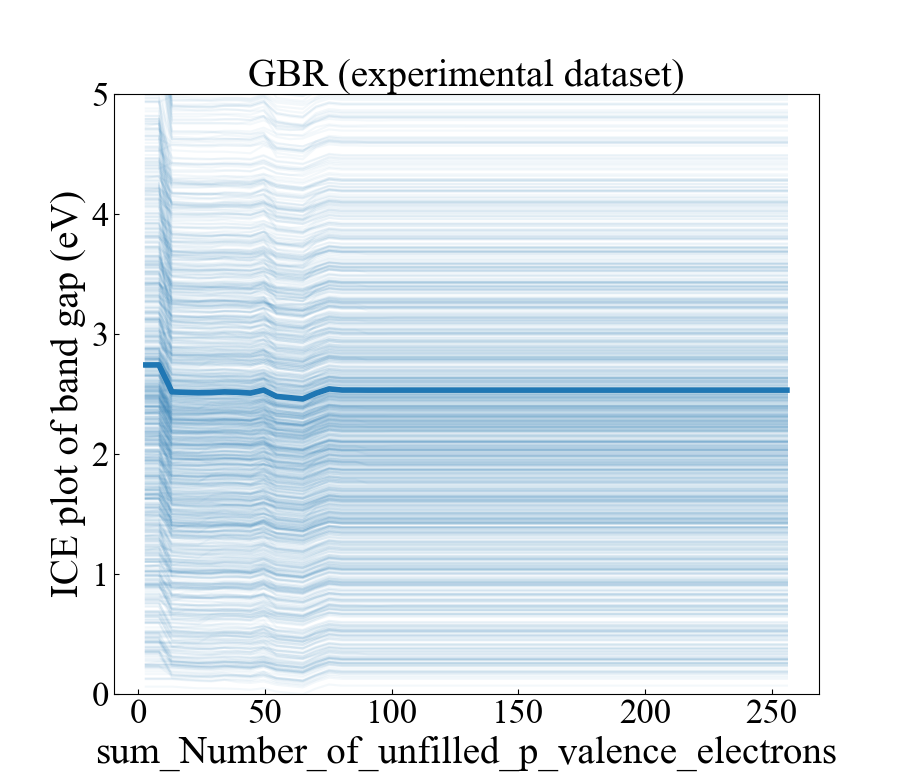 GBR (experimental dataset)
ICE plot of band gap (eV)
5
4
3
2
1
0
0 50 100 150 200 250
sum_Number_of_unfilled_p_valence_electrons